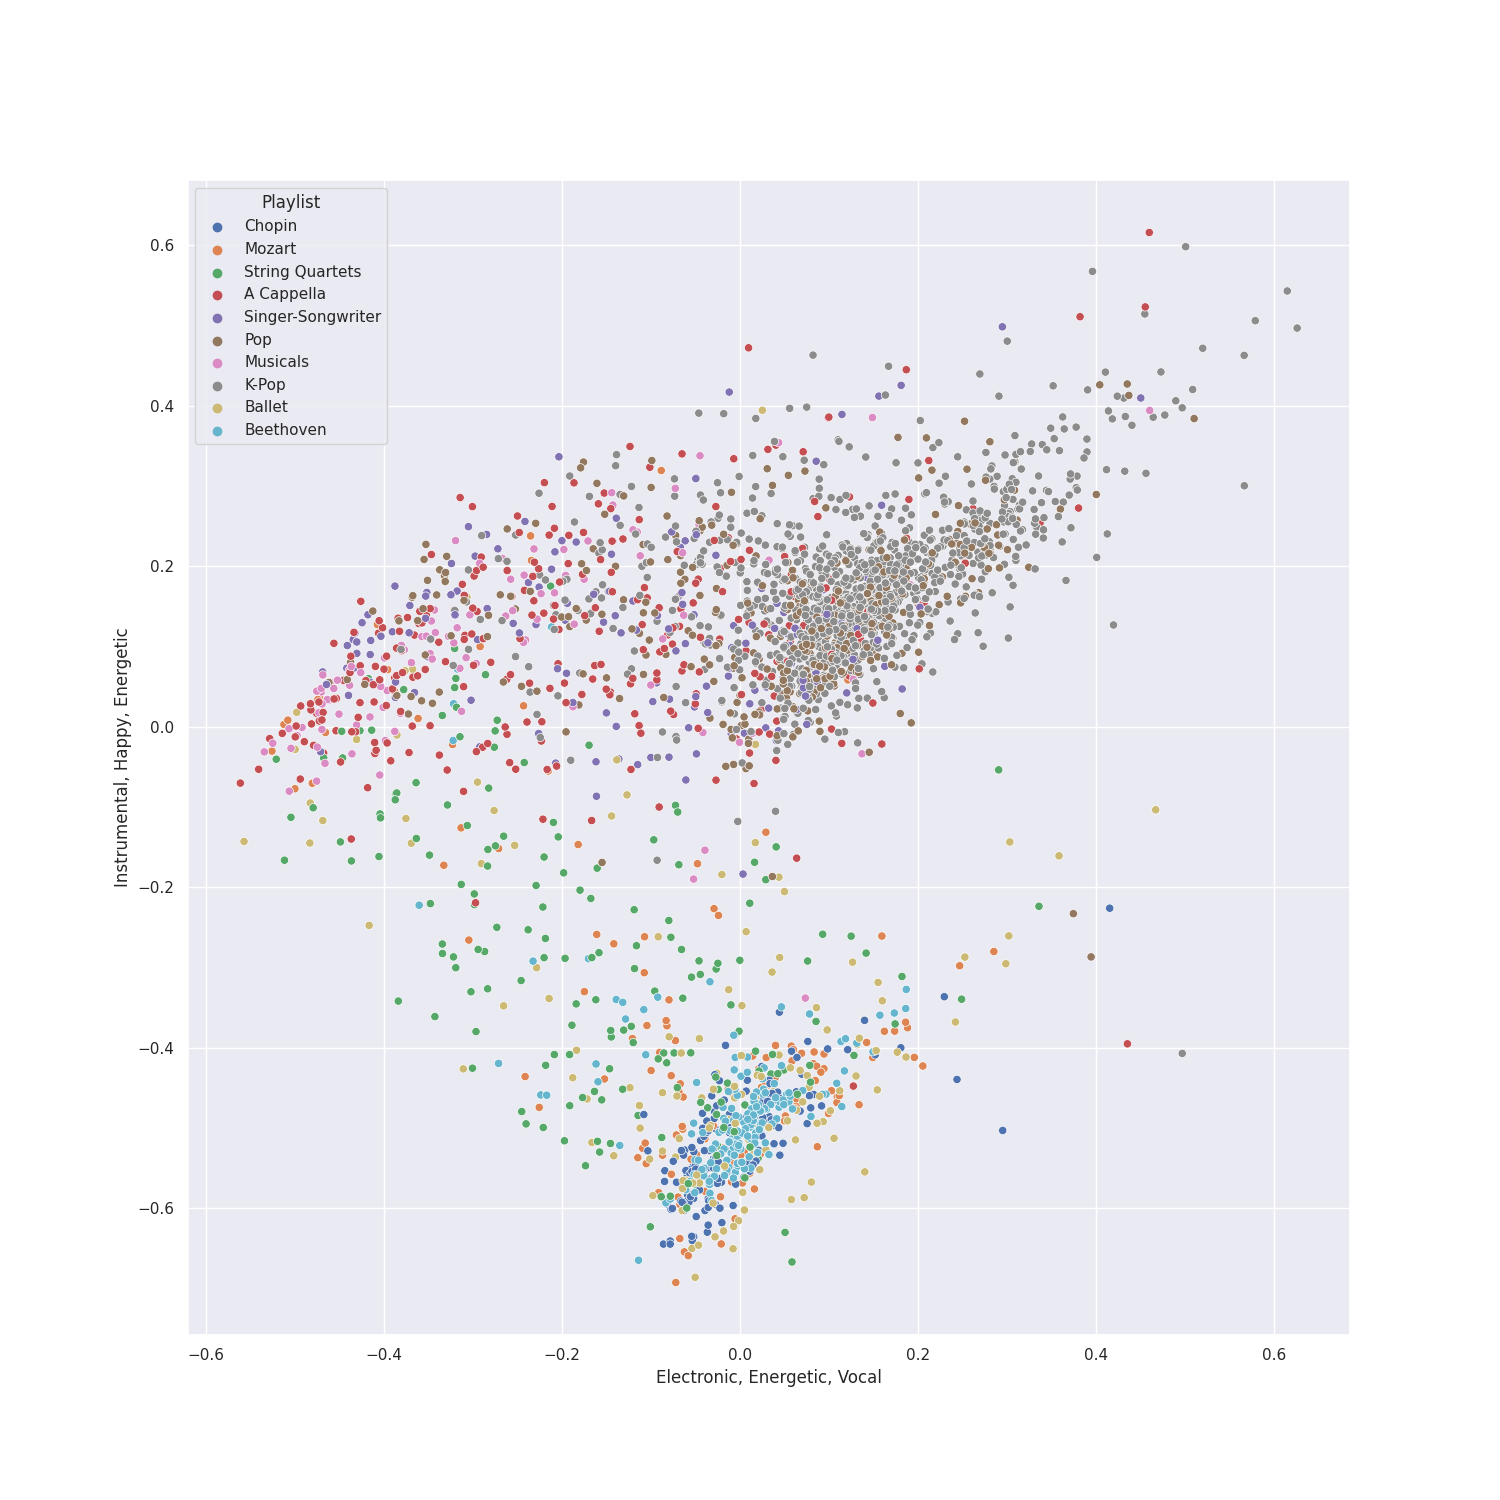 Playlist
Chopin
Mozart
String Quartets
A Cappella
Singer-Songwriter
Pop
Musicals
K-Pop
Ballet
Beethoven
0.6
0.4
0.2
0.0
−0.2
−0.4
−0.6
Instrumental, Happy, Energetic
−0.6 −0.4 −0.2 0.0 0.2 0.4 0.6
Electronic, Energetic, Vocal